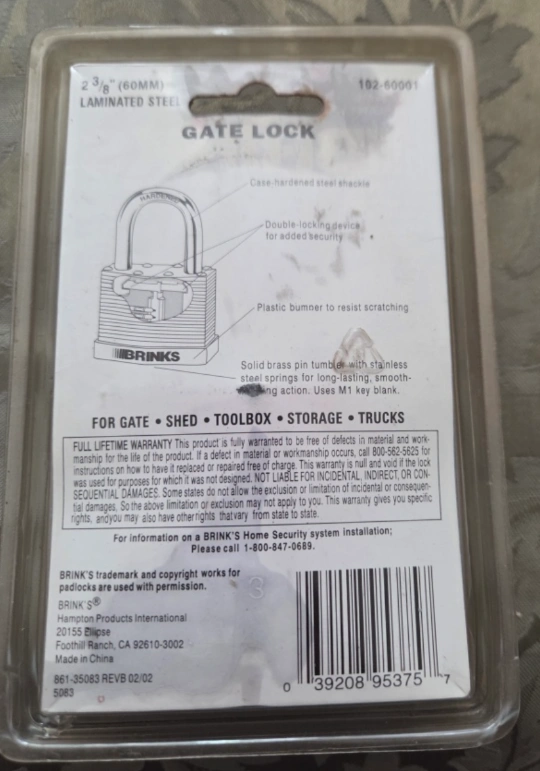 2 3/8" (60MM)
LAMINATED STEEL
102-60001
GATE LOCK
HARDENED
Case-hardened steel shackle
Double-locking device
for added security
Plastic bumner to resist scratching
BRINKS
Solid brass pin tumbler with stainless
steel springs for long-lasting, smooth-
ng action. Uses M1 key blank.
FOR GATE • SHED • TOOLBOX • STORAGE • TRUCKS
FULL LIFETIME WARRANTY This product is fully warranted to be free of defects in material and work-
manship for the life of the product. If a defect in material or workmanship occurs, call 800-562-5625 for
instructions on how to have it replaced or repaired free of charge. This warranty is null and void if the lock
was used for purposes for which it was not designed. NOT LIABLE FOR INCIDENTAL, INDIRECT, OR CON-
SEQUENTIAL DAMAGES. Some states do not allow the exclusion or limitation of incidental or consequen-
tial damages. So the above limitation or exclusion may not apply to you. This warranty gives you specific
rights, andyou may also have other rights thatvary from state to state.
For information on a BRINK'S Home Security system installation;
Please call 1-800-847-0689.
BRINK'S trademark and copyright works for
padlocks are used with permission.
3
BRINK'S®
Hampton Products International
20155 Ellipse
Foothill Ranch, CA 92610-3002
Made in China
861-35083 REVB 02/02
5083
0 39208 95375 7